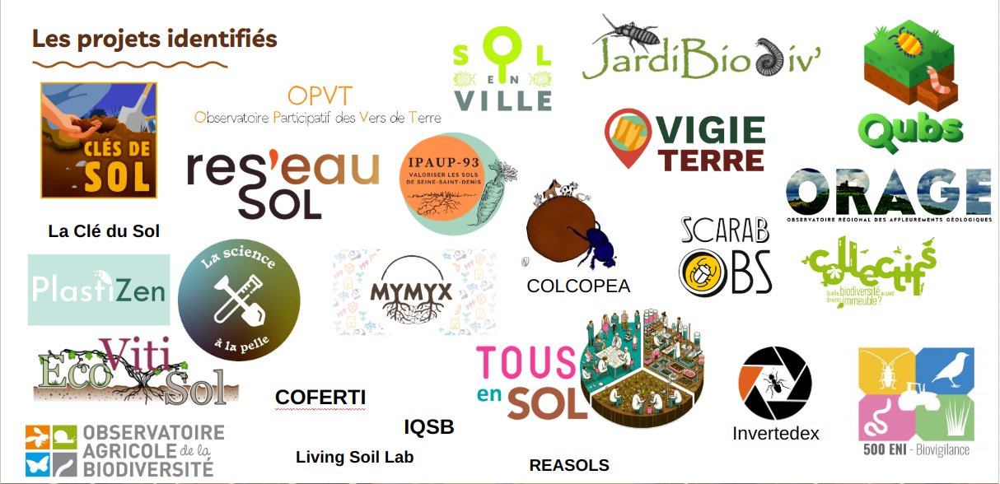 Les projets identifiés
SOL
EN
VILLE
JardiBiodiv'
Qubs
CLÉS DE
SOL
La Clé du Sol
OPVT
Observatoire Participatif des Vers de Terre
res'eau
SOL
IPAUP-93
VALORISER LES SOLS
DE SEINE-SAINT-DENIS
VIGIE
TERRE
ORAGE
OBSERVATOIRE RÉGIONAL DES AFFLEUREMENTS GÉOLOGIQUES
PlastiZen
La science
à la pelle
MYMYX
COLCOPEA
SCARAB
OBS
collectifs
Quelle biodiversité au pied
de votre immeuble?
EcoVitiSol
COFERTI
IQSB
TOUS
en SOL
Invertedex
500 ENI - Biovigilance
OBSERVATOIRE
AGRICOLE de la
BIODIVERSITÉ
Living Soil Lab
REASOLS